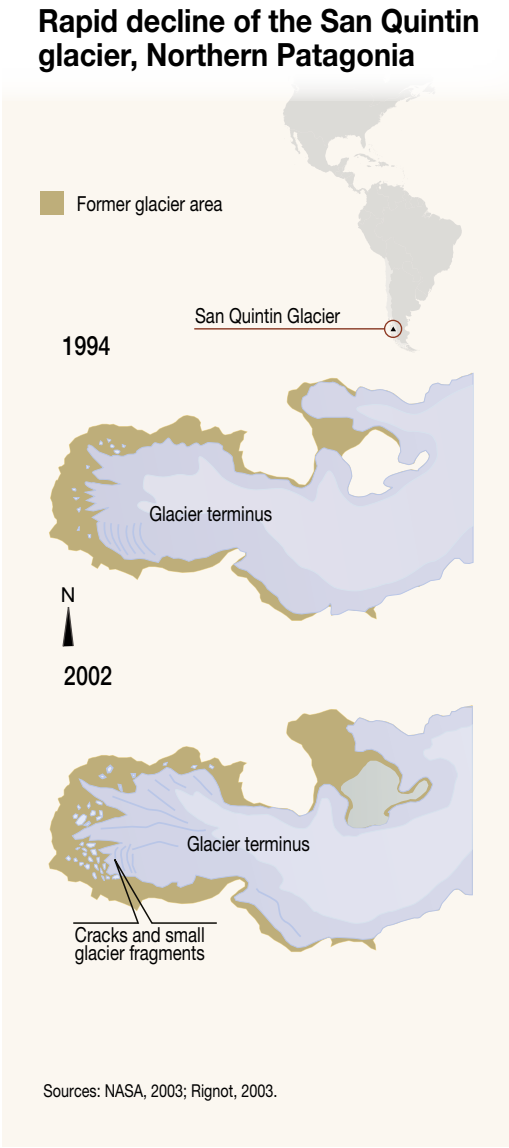 Rapid decline of the San Quintin
glacier, Northern Patagonia
Former glacier area
San Quintin Glacier
1994
Glacier terminus
N
2002
Glacier terminus
Cracks and small
glacier fragments
Sources: NASA, 2003; Rignot, 2003.